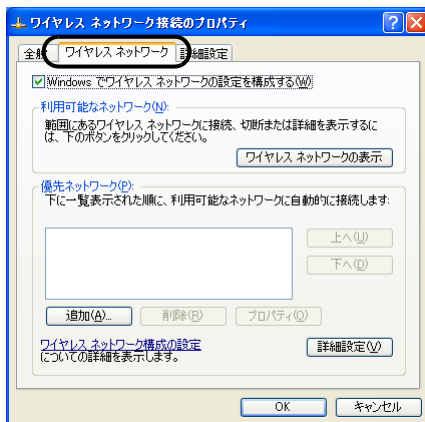 ワイヤレス ネットワーク接続のプロパティ
全般 ワイヤレス ネットワーク 詳細設定
Windows でワイヤレス ネットワークの設定を構成する(W)
利用可能なネットワーク(N):
範囲にあるワイヤレス ネットワークに接続、切断または詳細を表示するに
は、下のボタンをクリックしてください。
ワイヤレス ネットワークの表示
優先ネットワーク(P):
下に一覧表示された順に、利用可能なネットワークに自動的に接続します:
上へ(U)
下へ(D)
追加(A)... 削除(R) プロパティ(O)
ワイヤレス ネットワーク構成の設定
についての詳細を表示します。
詳細設定(V)
OK キャンセル